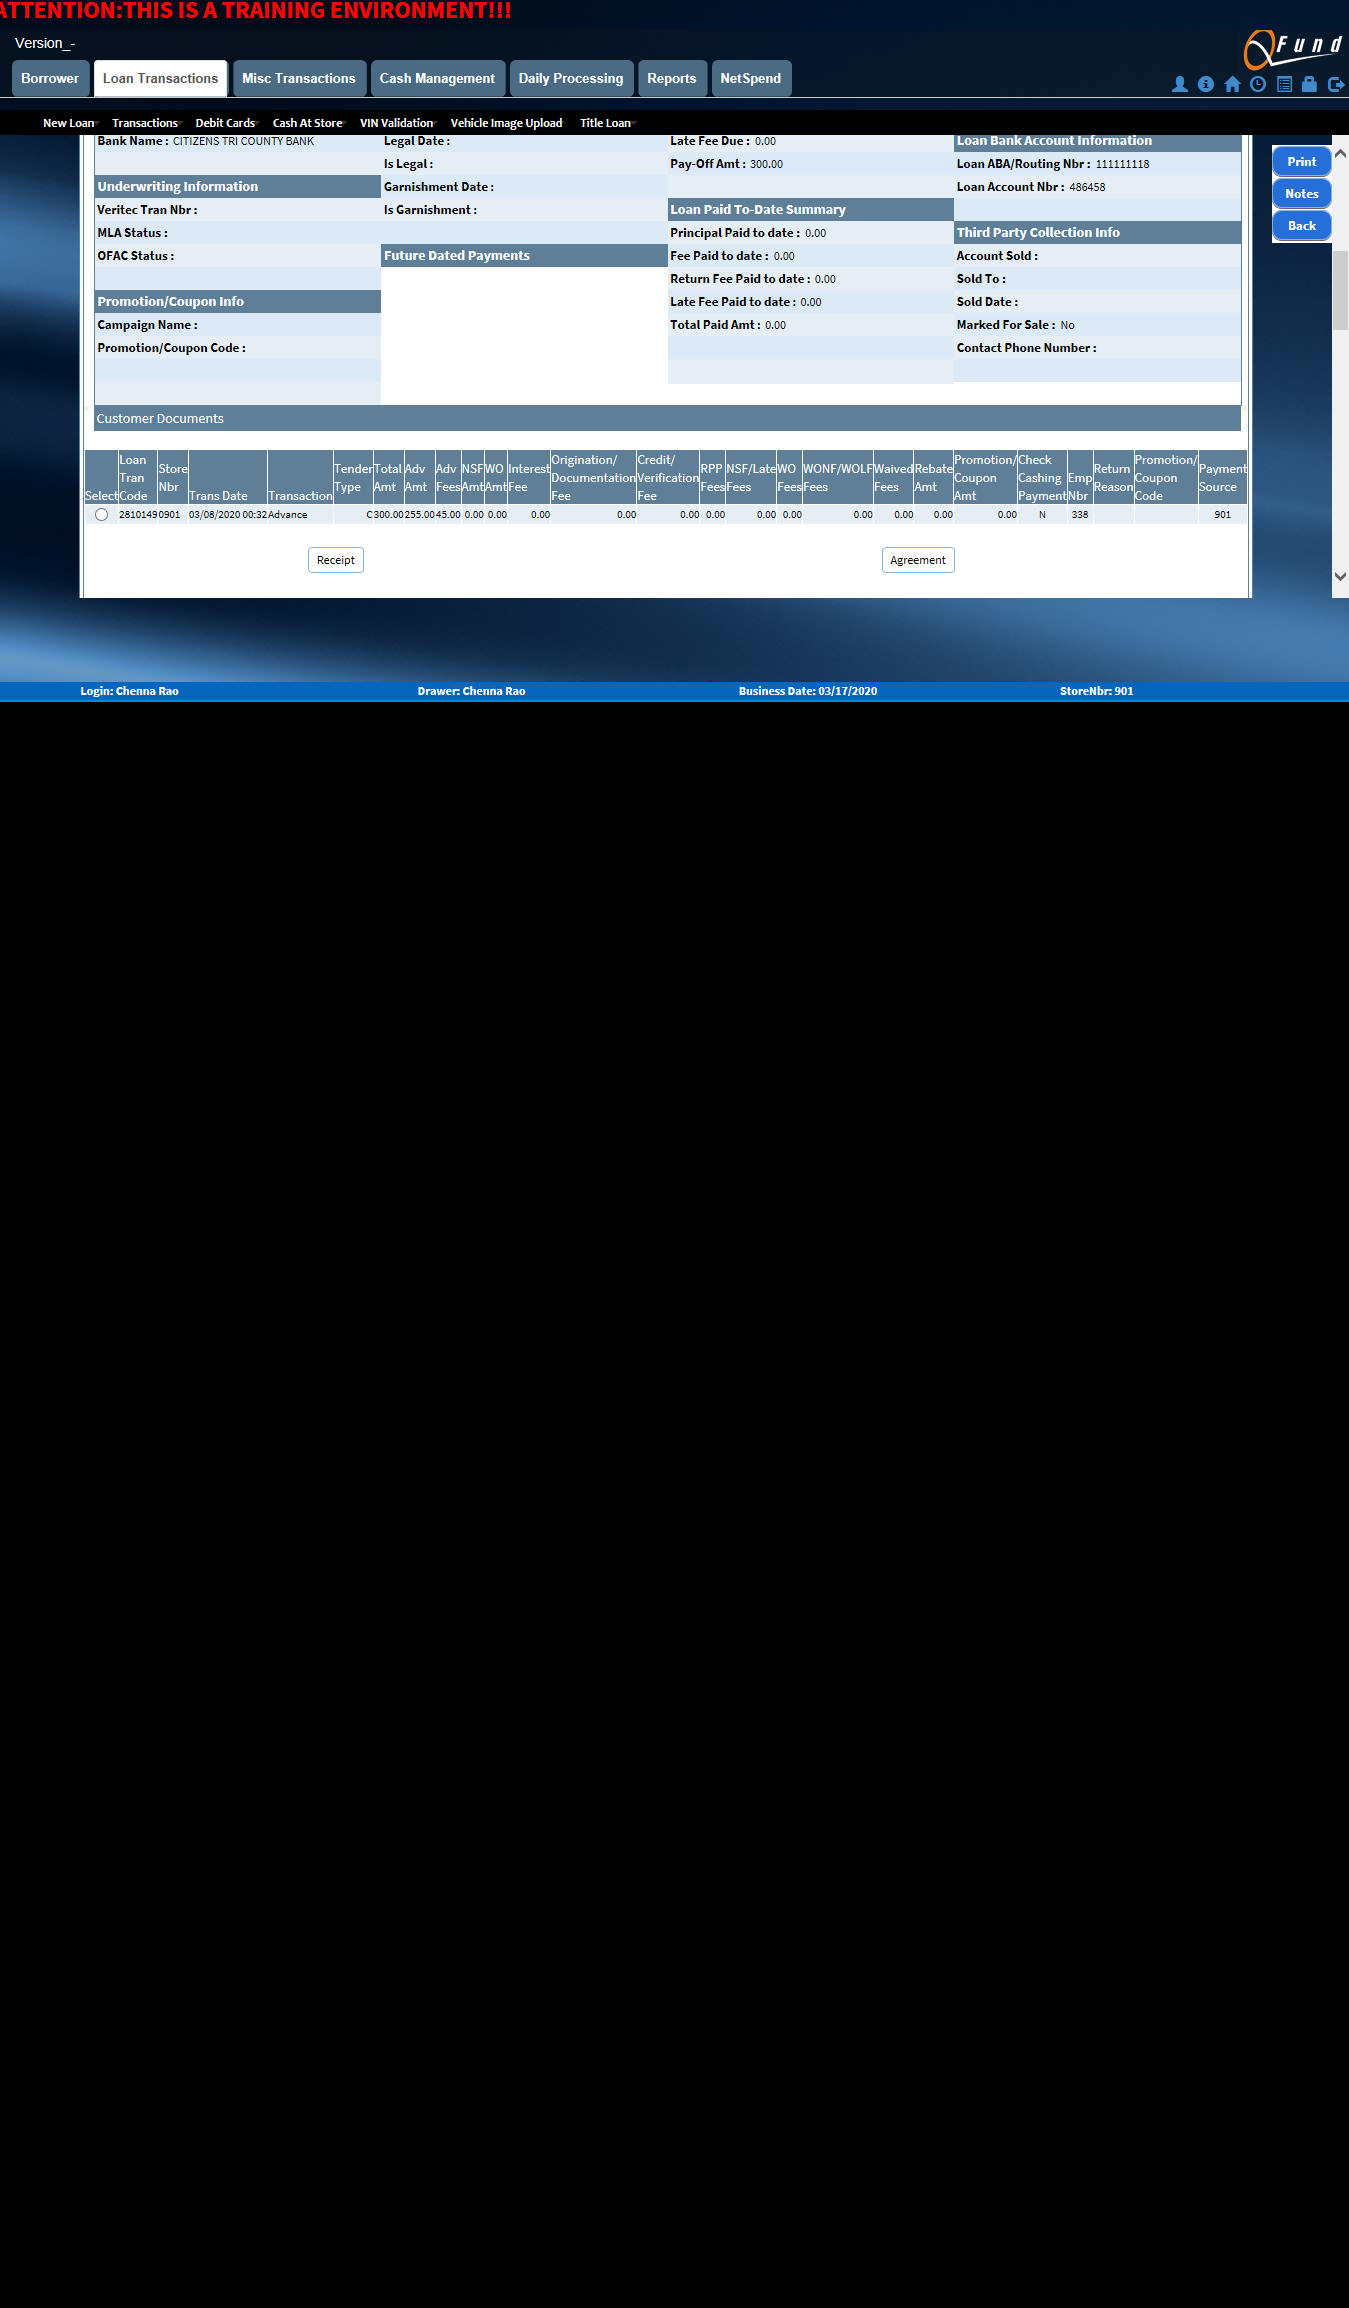 ATTENTION:THIS IS A TRAINING ENVIRONMENT!!!
Version_-
QFund
Borrower Loan Transactions Misc Transactions Cash Management Daily Processing Reports NetSpend
New Loan Transactions Debit Cards Cash At Store VIN Validation Vehicle Image Upload Title Loan
Bank Name : CITIZENS TRI COUNTY BANK
Underwriting Information
Veritec Tran Nbr :
MLA Status :
OFAC Status :
Promotion/Coupon Info
Campaign Name :
Promotion/Coupon Code :
Legal Date :
Is Legal :
Garnishment Date :
Is Garnishment :
Future Dated Payments
Late Fee Due : 0.00
Pay-Off Amt : 300.00
Loan Paid To-Date Summary
Principal Paid to date : 0.00
Fee Paid to date : 0.00
Return Fee Paid to date : 0.00
Late Fee Paid to date : 0.00
Total Paid Amt : 0.00
Loan Bank Account Information
Loan ABA/Routing Nbr : 111111118
Loan Account Nbr : 486458
Third Party Collection Info
Account Sold :
Sold To :
Sold Date :
Marked For Sale : No
Contact Phone Number :
Print
Notes
Back
Customer Documents
Select Loan Tran Code Store Nbr Trans Date Transaction Tender Type Total Amt Adv Amt Adv Fees NSF Amt WO Amt Interest Fee Origination/ Documentation Fee Credit/ Verification Fee RPP Fees NSF/Late Fees WO Fees WONF/WOLF Fees Waived Fees Rebate Amt Promotion/ Coupon Amt Check Cashing Payment Emp Nbr Return Reason Promotion/ Coupon Code Payment Source
2810149 0901 03/08/2020 00:32 Advance C 300.00 255.00 45.00 0.00 0.00 0.00 0.00 0.00 0.00 0.00 0.00 0.00 0.00 0.00 0.00 N 338 901
Receipt Agreement
Login: Chenna Rao Drawer: Chenna Rao Business Date: 03/17/2020 StoreNbr: 901